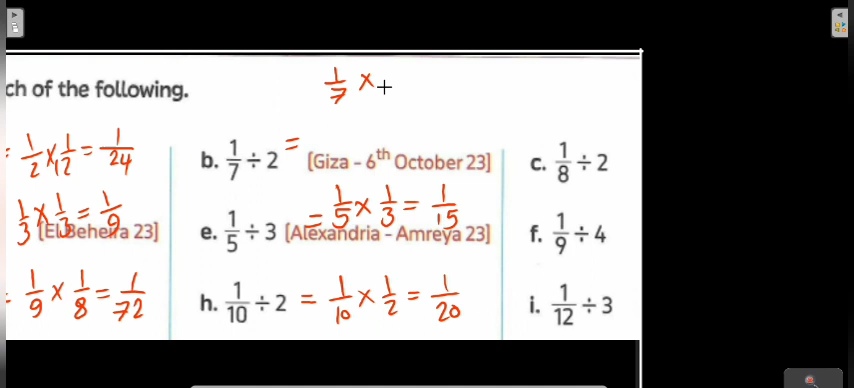 ch of the following.
1/7 ×
= 1/2 × 1/12 = 1/24
b. 1/7 ÷ 2 = [Giza - 6th October 23]
c. 1/8 ÷ 2
1/3 × 1/3 = 1/9
[El Beheira 23]
e. 1/5 ÷ 3 [Alexandria - Amreya 23]
= 1/5 × 1/3 = 1/15
f. 1/9 ÷ 4
= 1/9 × 1/8 = 1/72
h. 1/10 ÷ 2 = 1/10 × 1/2 = 1/20
i. 1/12 ÷ 3